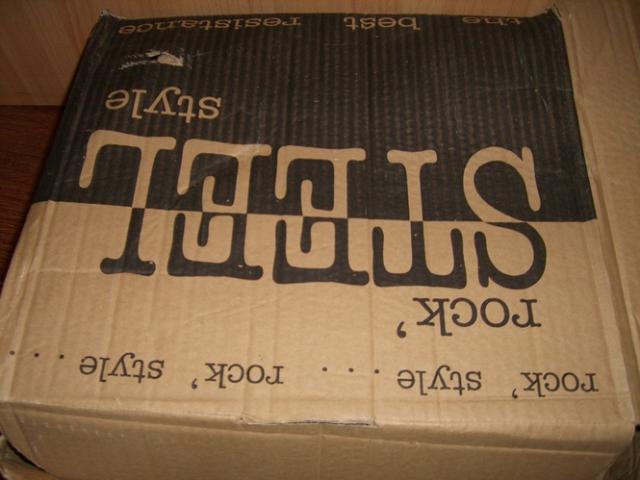 rock' style ... rock' style ...
rock'
STEEL
style
the best resistance